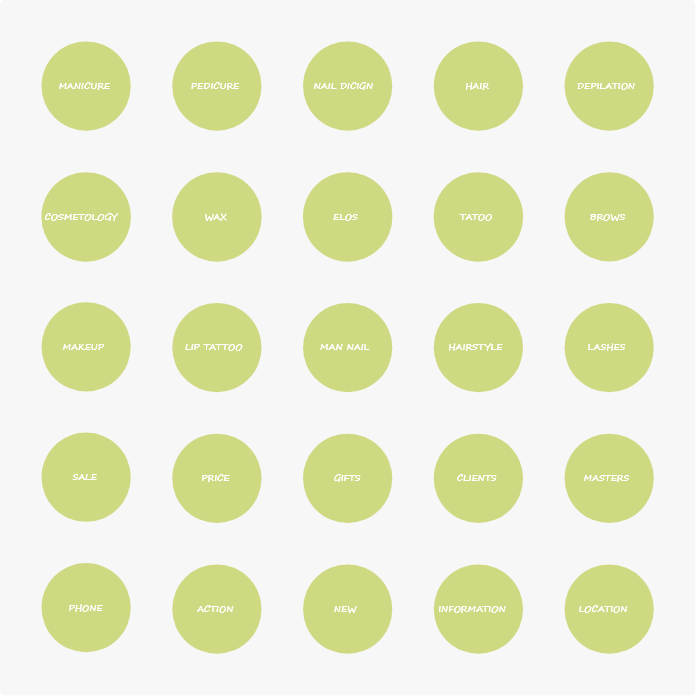 MANICURE
PEDICURE
NAIL DICIGN
HAIR
DEPILATION
COSMETOLOGY
WAX
ELOS
TATOO
BROWS
MAKEUP
LIP TATTOO
MAN NAIL
HAIRSTYLE
LASHES
SALE
PRICE
GIFTS
CLIENTS
MASTERS
PHONE
ACTION
NEW
INFORMATION
LOCATION